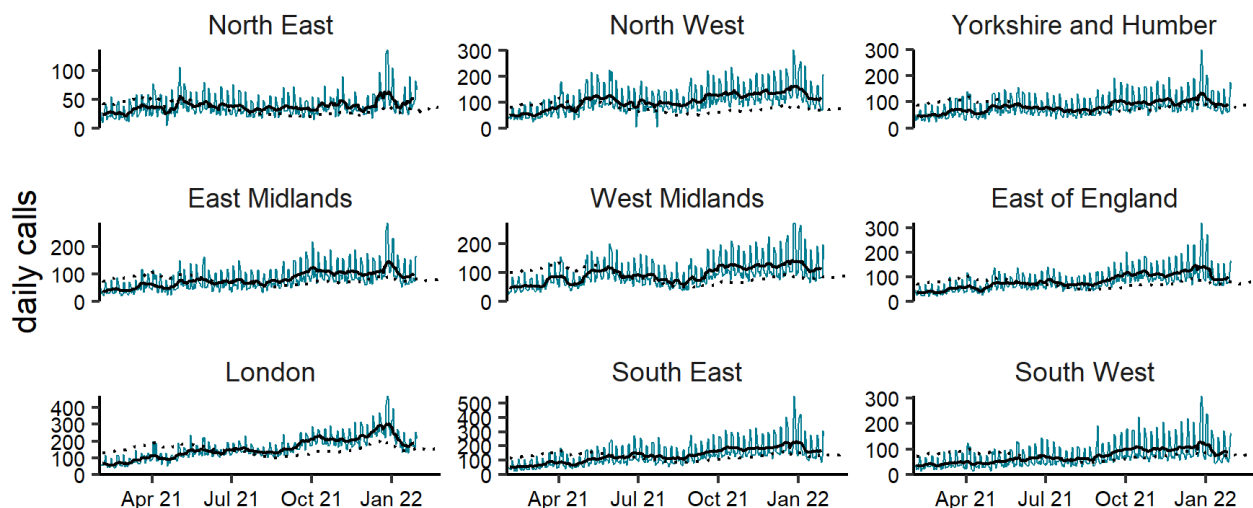 North East
North West
Yorkshire and Humber
100
50
0
300
200
100
0
300
200
100
0
daily calls
East Midlands
West Midlands
East of England
200
100
0
200
100
0
300
200
100
0
London
South East
South West
400
300
200
100
0
500
400
300
200
100
0
300
200
100
0
Apr 21 Jul 21 Oct 21 Jan 22
Apr 21 Jul 21 Oct 21 Jan 22
Apr 21 Jul 21 Oct 21 Jan 22